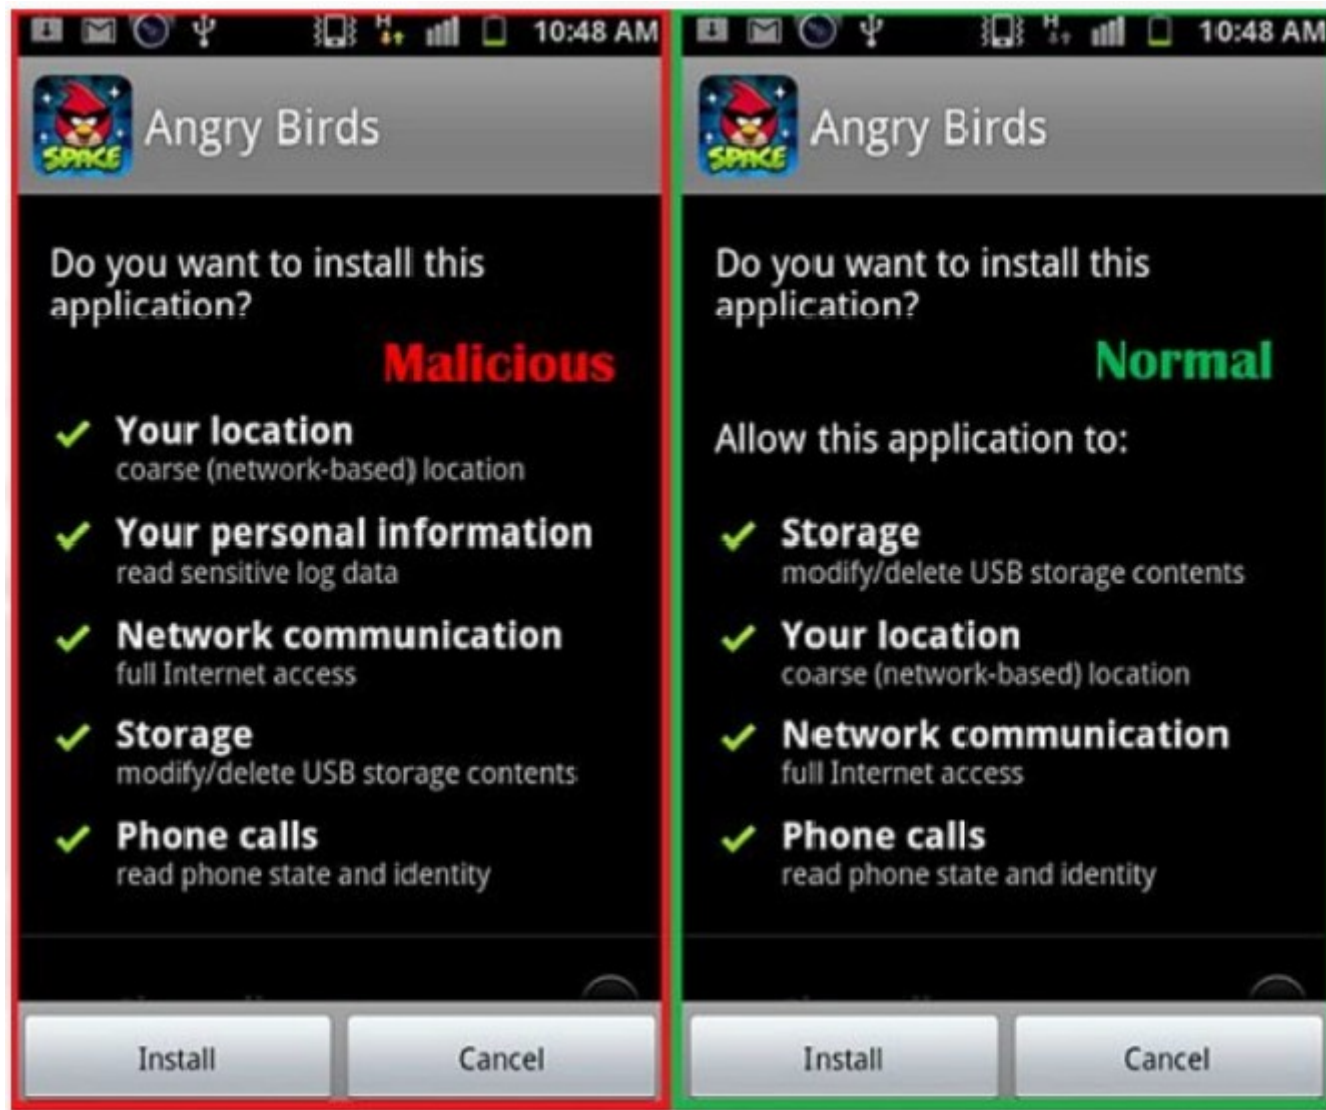 10:48 AM
SPACE
Angry Birds
Do you want to install this
application?
Malicious
Your location
coarse (network-based) location
Your personal information
read sensitive log data
Network communication
full Internet access
Storage
modify/delete USB storage contents
Phone calls
read phone state and identity
Install
Cancel
H
10:48 AM
SPACE
Angry Birds
Do you want to install this
application?
Normal
Allow this application to:
Storage
modify/delete USB storage contents
Your location
coarse (network-based) location
Network communication
full Internet access
Phone calls
read phone state and identity
Install
Cancel